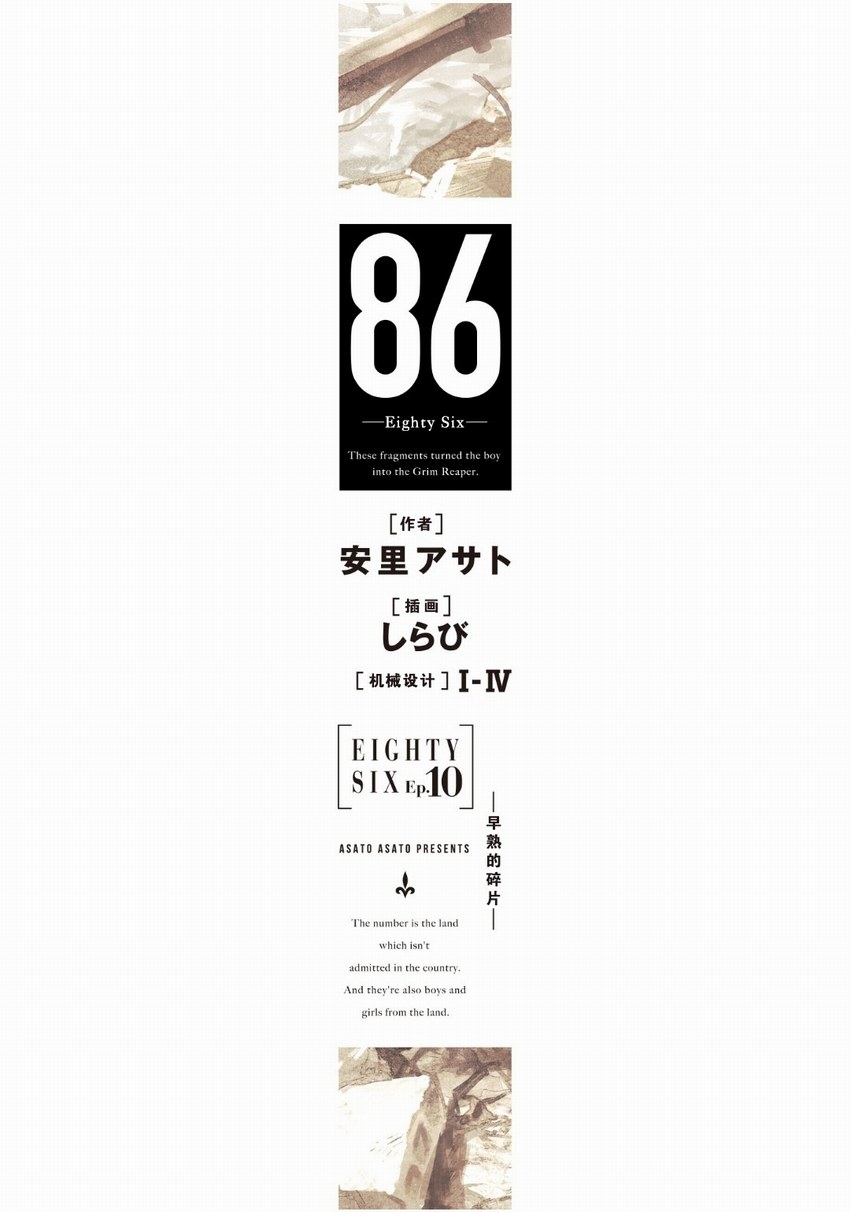 86
—Eighty Six—
These fragments turned the boy
into the Grim Reaper.
[作者]
安里アサト
[插画]
しらび
[机械设计] I-IV
EIGHTY
SIX Ep.10
—早熟的碎片—
ASATO ASATO PRESENTS
The number is the land
which isn't
admitted in the country.
And they're also boys and
girls from the land.